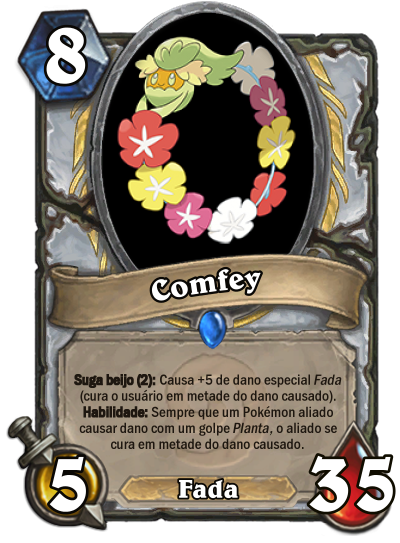 8
Comfey
Suga beijo (2): Causa +5 de dano especial Fada
(cura o usuário em metade do dano causado).
Habilidade: Sempre que um Pokémon aliado
causar dano com um golpe Planta, o aliado se
cura em metade do dano causado.
5
Fada
35